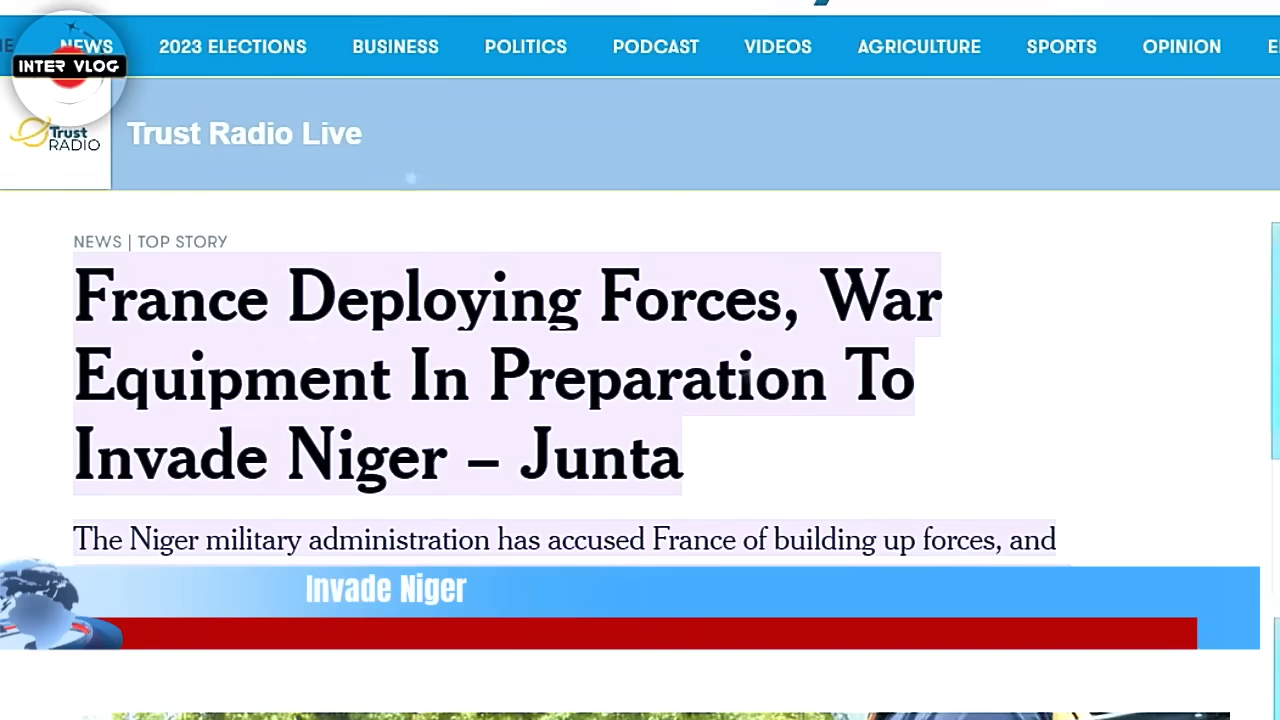 NEWS
2023 ELECTIONS
BUSINESS
POLITICS
PODCAST
VIDEOS
AGRICULTURE
SPORTS
OPINION
INTER VLOG
Trust
RADIO
Trust Radio Live
NEWS | TOP STORY
France Deploying Forces, War
Equipment In Preparation To
Invade Niger – Junta
The Niger military administration has accused France of building up forces, and
Invade Niger